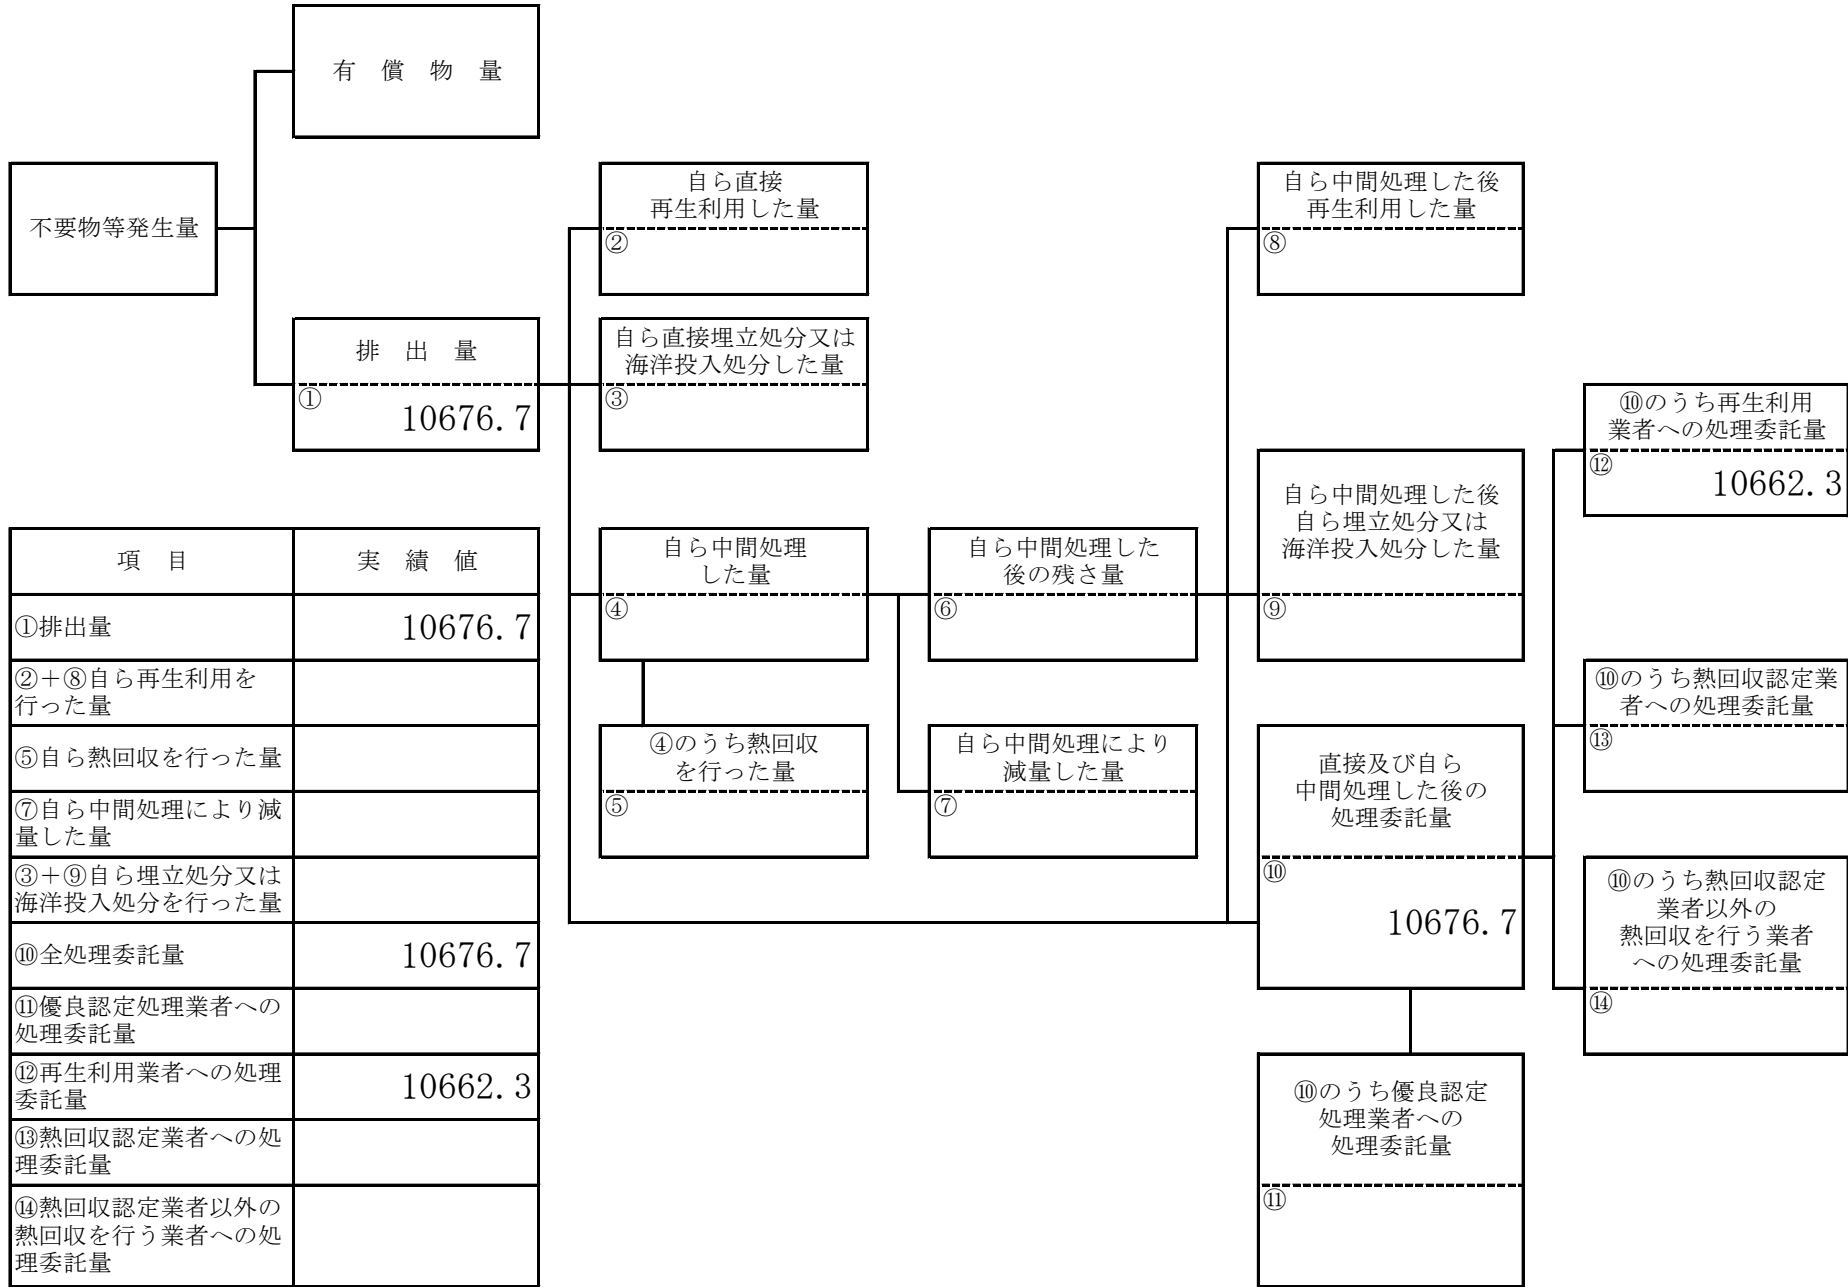 有　償　物　量
不要物等発生量
排　出　量
①
10676.7
自ら直接
再生利用した量
②
自ら直接埋立処分又は
海洋投入処分した量
③
自ら中間処理
した量
④
④のうち熱回収
を行った量
⑤
自ら中間処理した
後の残さ量
⑥
自ら中間処理により
減量した量
⑦
自ら中間処理した後
再生利用した量
⑧
自ら中間処理した後
自ら埋立処分又は
海洋投入処分した量
⑨
直接及び自ら
中間処理した後の
処理委託量
⑩
10676.7
⑩のうち優良認定
処理業者への
処理委託量
⑪
⑩のうち再生利用
業者への処理委託量
⑫
10662.3
⑩のうち熱回収認定業
者への処理委託量
⑬
⑩のうち熱回収認定
業者以外の
熱回収を行う業者
への処理委託量
⑭
項　目　実　績　値
①排出量　10676.7
②＋⑧自ら再生利用を
行った量
⑤自ら熱回収を行った量
⑦自ら中間処理により減
量した量
③＋⑨自ら埋立処分又は
海洋投入処分を行った量
⑩全処理委託量　10676.7
⑪優良認定処理業者への
処理委託量
⑫再生利用業者への処理
委託量　10662.3
⑬熱回収認定業者への処
理委託量
⑭熱回収認定業者以外の
熱回収を行う業者への処
理委託量